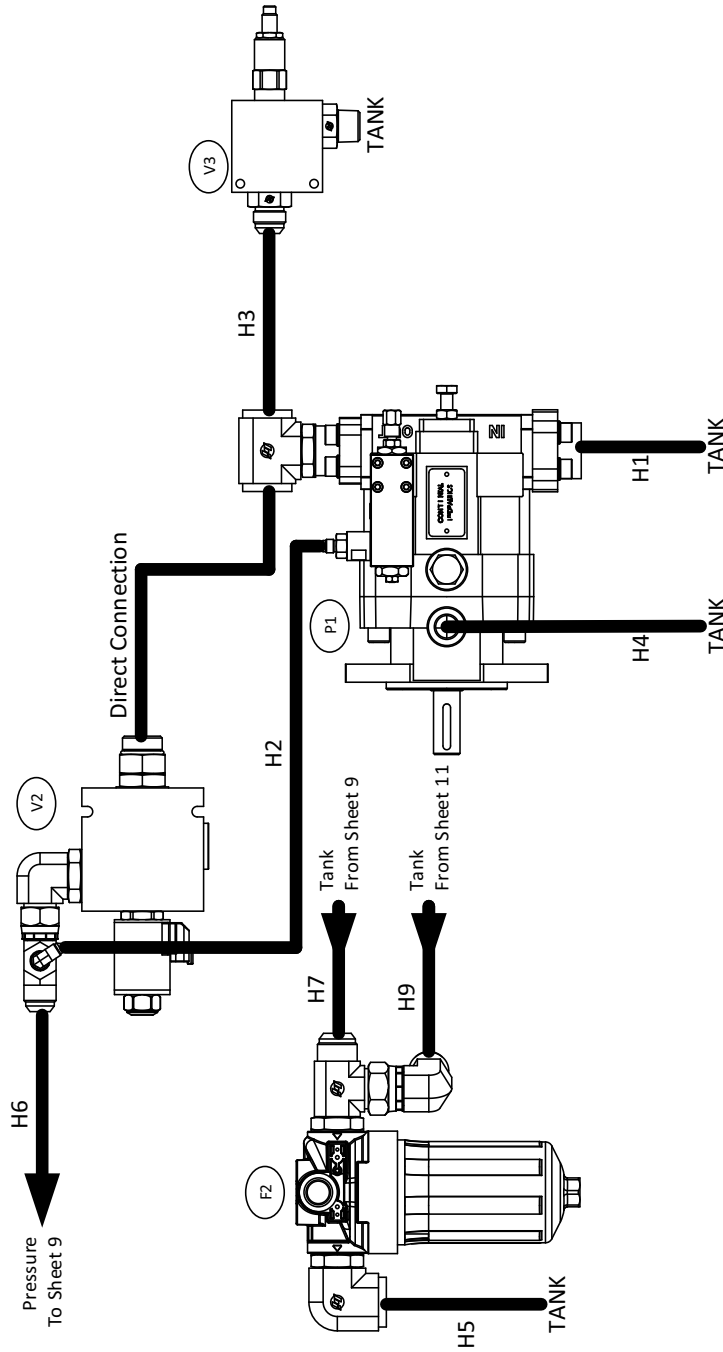 Pressure
To Sheet 9
H6
V2
Direct Connection
H3
V3
TANK
H2
P1
F2
H7
Tank
From Sheet 9
H9
Tank
From Sheet 11
H5
TANK
H4
TANK
H1
TANK
IN